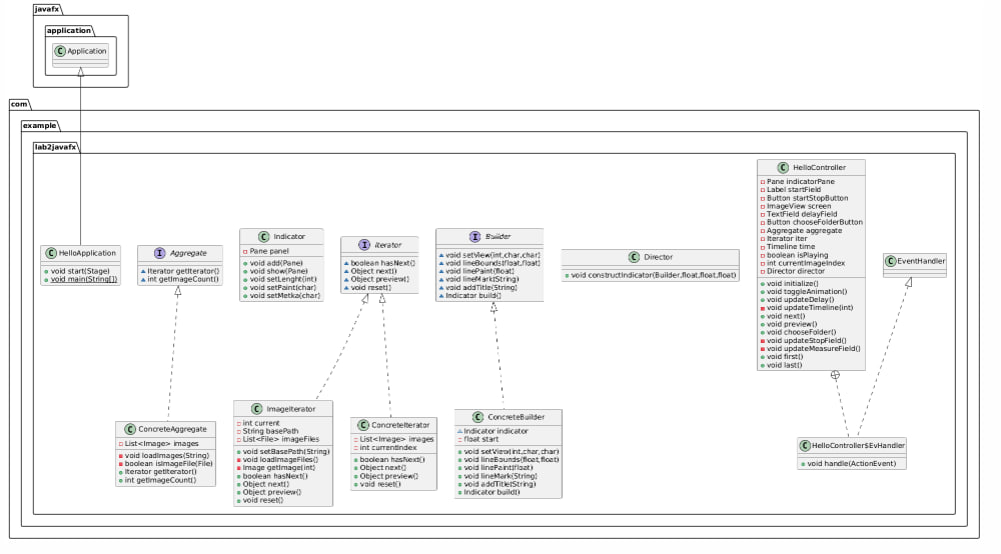 javafx
application
C Application
com
example
lab2javafx
C HelloApplication
void start(Stage)
void main(String[])
I Aggregate
Iterator getIterator()
int getImageCount()
C Indicator
Pane panel
void add(Pane)
void show(Pane)
void setLenght(int)
void setPaint(char)
void setMetka(char)
I Iterator
boolean hasNext()
Object next()
Object preview()
void reset()
I Builder
void setView(int,char,char)
void lineBounds(float,float)
void linePaint(float)
void lineMark(String)
void addTitle(String)
Indicator build()
C Director
void constructIndicator(Builder,float,float,float)
C HelloController
Pane indicatorPane
Label startField
Button startStopButton
ImageView screen
TextField delayField
Button chooseFolderButton
Aggregate aggregate
Iterator iter
Timeline time
boolean isPlaying
int currentImageIndex
Director director
void initialize()
void toggleAnimation()
void updateDelay()
void updateTimeline(int)
void next()
void preview()
void chooseFolder()
void updateStopField()
void updateMeasureField()
void first()
void last()
C EventHandler
C ConcreteAggregate
List<Image> images
void loadImages(String)
boolean isImageFile(File)
Iterator getIterator()
int getImageCount()
C ImageIterator
int current
String basePath
List<File> imageFiles
void setBasePath(String)
void loadImageFiles()
Image getImage(int)
boolean hasNext()
Object next()
Object preview()
void reset()
C ConcreteIterator
List<Image> images
int currentIndex
boolean hasNext()
Object next()
Object preview()
void reset()
C ConcreteBuilder
Indicator indicator
float start
void setView(int,char,char)
void lineBounds(float,float)
void linePaint(float)
void lineMark(String)
void addTitle(String)
Indicator build()
C HelloController$EvHandler
void handle(ActionEvent)